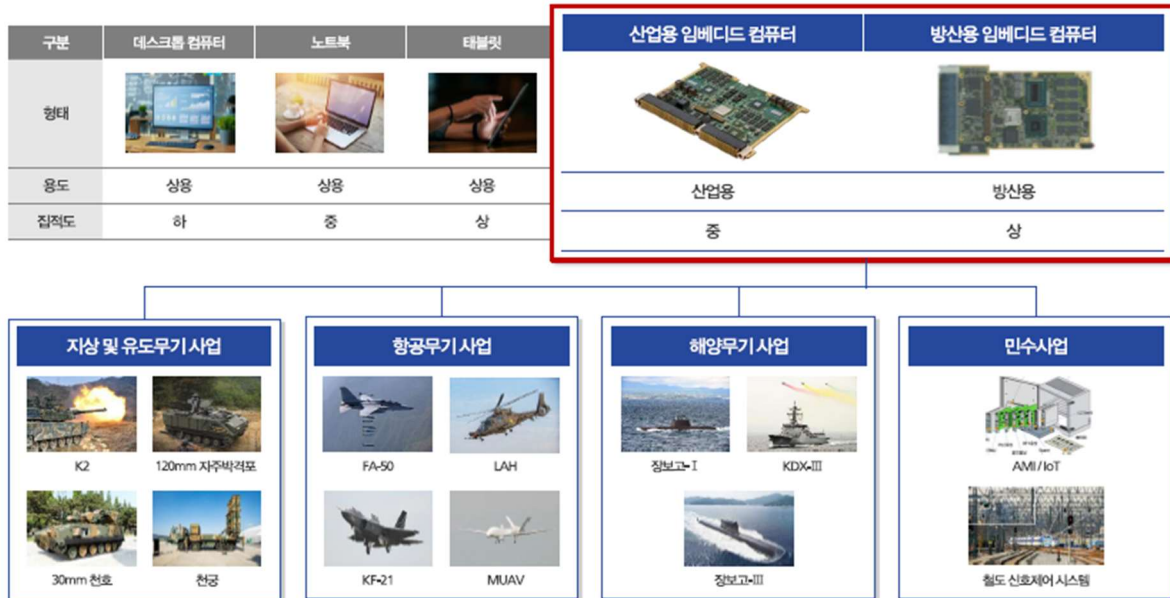 구분 데스크톱 컴퓨터 노트북 태블릿 산업용 임베디드 컴퓨터 방산용 임베디드 컴퓨터
형태
용도 상용 상용 상용 산업용 방산용
집적도 하 중 상 중 상
지상 및 유도무기 사업
K2 120mm 자주박격포
30mm 천호 천궁
항공무기 사업
FA-50 LAH
KF-21 MUAV
해양무기 사업
장보고-Ⅰ KDX-Ⅲ
장보고-Ⅲ
민수사업
AMI / IoT
철도 신호제어 시스템